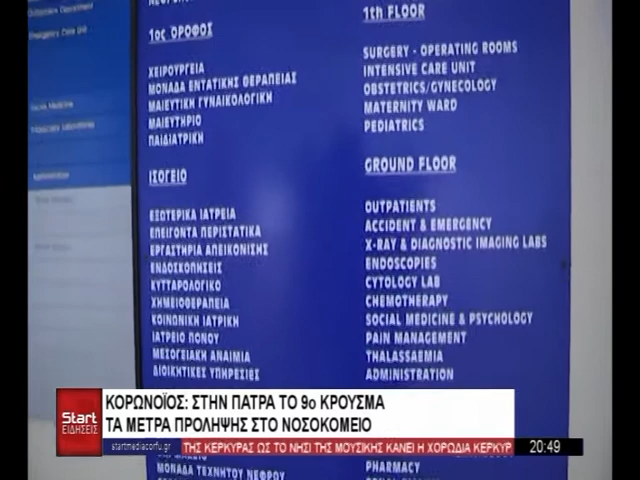 Emergency Care Unit
1ος ΟΡΟΦΟΣ
ΧΕΙΡΟΥΡΓΕΙΑ
ΜΟΝΑΔΑ ΕΝΤΑΤΙΚΗΣ ΘΕΡΑΠΕΙΑΣ
ΜΑΙΕΥΤΙΚΗ ΓΥΝΑΙΚΟΛΟΓΙΚΗ
ΜΑΙΕΥΤΗΡΙΟ
ΠΑΙΔΙΑΤΡΙΚΗ
ΙΣΟΓΕΙΟ
ΕΞΩΤΕΡΙΚΑ ΙΑΤΡΕΙΑ
ΕΠΕΙΓΟΝΤΑ ΠΕΡΙΣΤΑΤΙΚΑ
ΕΡΓΑΣΤΗΡΙΑ ΑΠΕΙΚΟΝΙΣΗΣ
ΕΝΔΟΣΚΟΠΗΣΕΙΣ
ΚΥΤΤΑΡΟΛΟΓΙΚΟ
ΧΗΜΕΙΟΘΕΡΑΠΕΙΑ
ΚΟΙΝΩΝΙΚΗ ΙΑΤΡΙΚΗ
ΙΑΤΡΕΙΟ ΠΟΝΟΥ
ΜΕΣΟΓΕΙΑΚΗ ΑΝΑΙΜΙΑ
ΔΙΟΙΚΗΤΙΚΕΣ ΥΠΗΡΕΣΙΕΣ
1th FLOOR
SURGERY - OPERATING ROOMS
INTENSIVE CARE UNIT
OBSTETRICS/GYNECOLOGY
MATERNITY WARD
PEDIATRICS
GROUND FLOOR
OUTPATIENTS
ACCIDENT & EMERGENCY
X-RAY & DIAGNOSTIC IMAGING LABS
ENDOSCOPIES
CYTOLOGY LAB
CHEMOTHERAPY
SOCIAL MEDICINE & PSYCHOLOGY
PAIN MANAGEMENT
THALASSAEMIA
ADMINISTRATION
Start
ΕΙΔΗΣΕΙΣ
ΚΟΡΩΝΟΪΟΣ: ΣΤΗΝ ΠΑΤΡΑ ΤΟ 9ο ΚΡΟΥΣΜΑ
ΤΑ ΜΕΤΡΑ ΠΡΟΛΗΨΗΣ ΣΤΟ ΝΟΣΟΚΟΜΕΙΟ
startmediacorfu.gr
ΤΗΣ ΚΕΡΚΥΡΑΣ ΩΣ ΤΟ ΝΗΣΙ ΤΗΣ ΜΟΥΣΙΚΗΣ ΚΑΝΕΙ Η ΧΟΡΩΔΙΑ ΚΕΡΚΥΡ
20:49
ΜΟΝΑΔΑ ΤΕΧΝΗΤΟΥ ΝΕΦΡΟΥ
PHARMACY